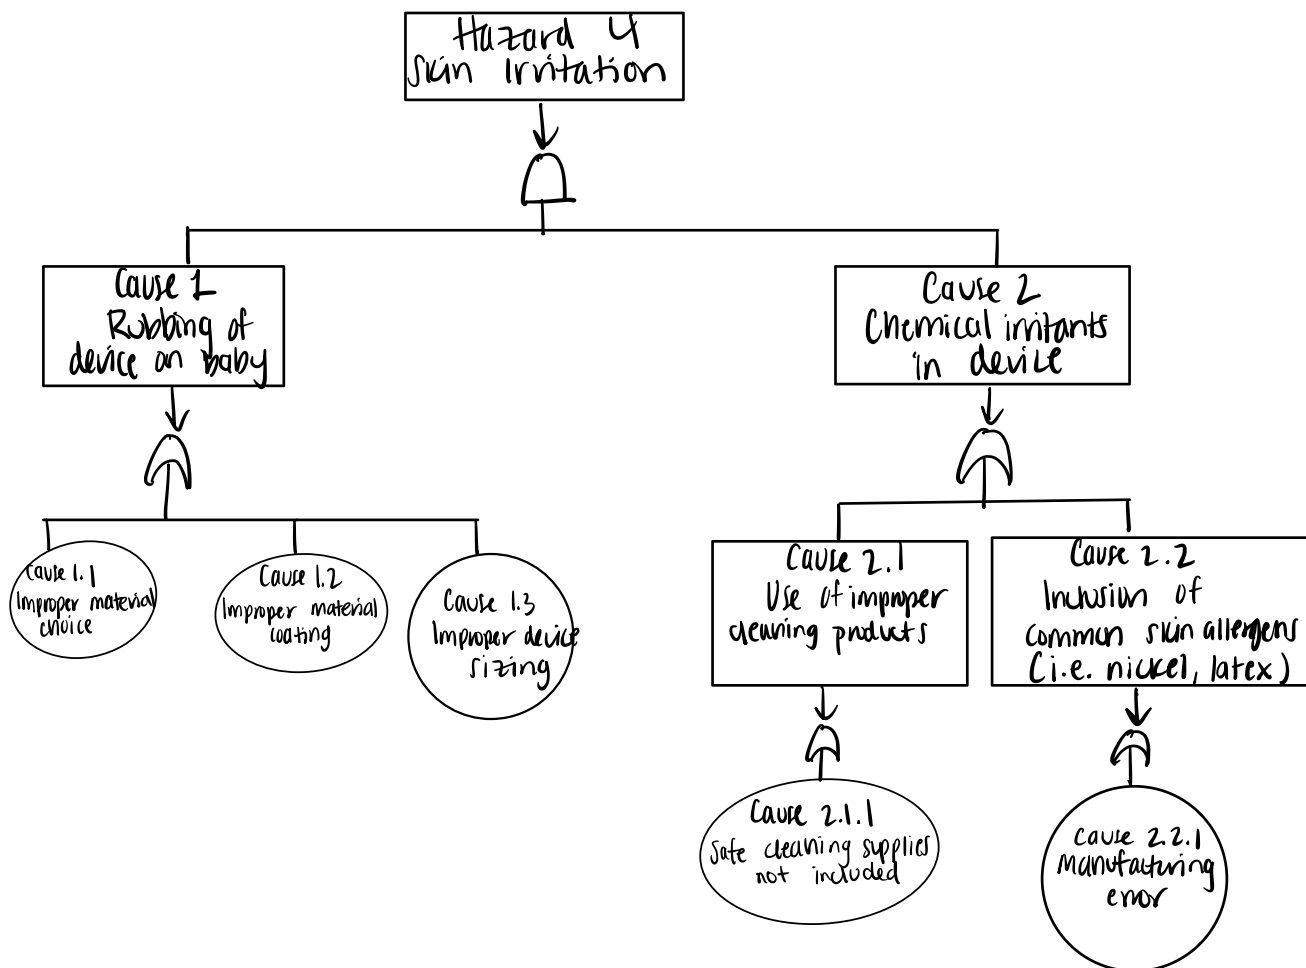 Hazard 4
Skin Irritation
Cause 1
Rubbing of
device on baby
Cause 2
Chemical irritants
in device
Cause 1.1
Improper material
choice
Cause 1.2
Improper material
coating
Cause 1.3
Improper device
sizing
Cause 2.1
Use of improper
cleaning products
Cause 2.2
Inclusion of
common skin allergens
(i.e. nickel, latex)
Cause 2.1.1
Safe cleaning supplies
not included
Cause 2.2.1
Manufacturing
error